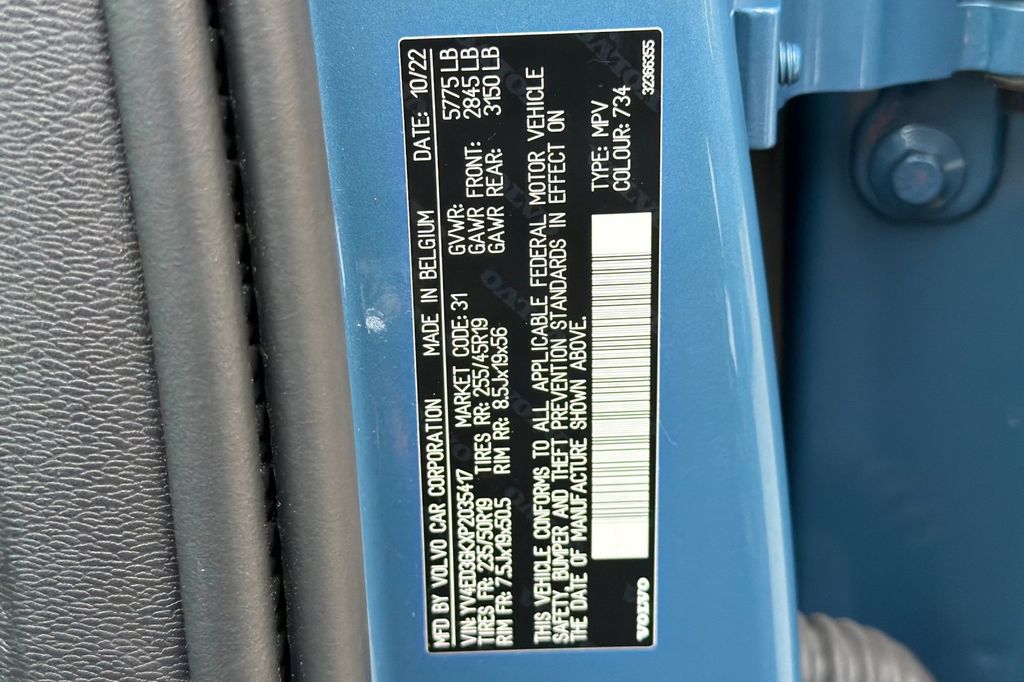 MFD BY VOLVO CAR CORPORATION MADE IN BELGIUM DATE: 10/22
VIN: YV4ED3GKXP2035417 MARKET CODE: 31 GVWR: 5775 LB
TIRES FR: 235/50R19 TIRES RR: 255/45R19 GAWR FRONT: 2845 LB
RIM FR: 7.5Jx19x50.5 RIM RR: 8.5Jx19x56 GAWR REAR: 3150 LB
THIS VEHICLE CONFORMS TO ALL APPLICABLE FEDERAL MOTOR VEHICLE
SAFETY, BUMPER AND THEFT PREVENTION STANDARDS IN EFFECT ON
THE DATE OF MANUFACTURE SHOWN ABOVE.
TYPE: MPV
COLOUR: 734
VOLVO
32366355